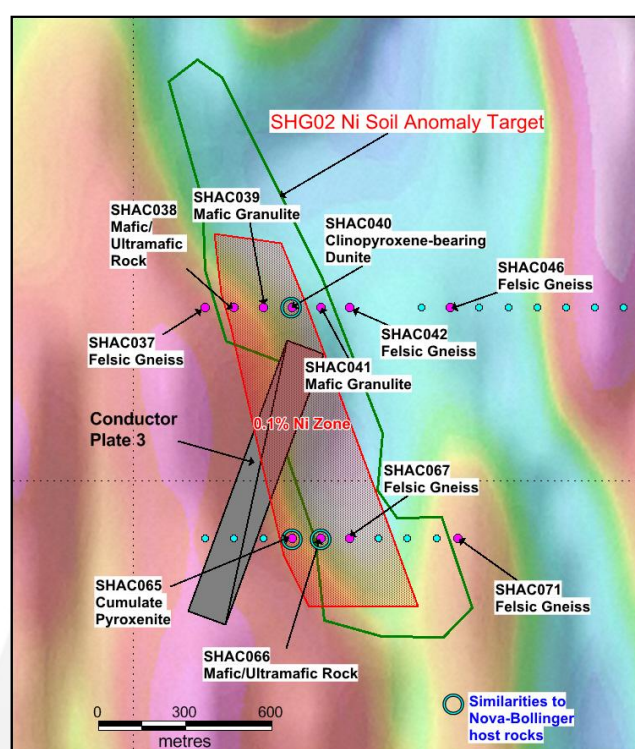 SHG02 Ni Soil Anomaly Target
SHAC039
Mafic Granulite
SHAC038
Mafic/
Ultramafic
Rock
SHAC040
Clinopyroxene-bearing
Dunite
SHAC046
Felsic Gneiss
SHAC037
Felsic Gneiss
SHAC042
Felsic Gneiss
SHAC041
Mafic Granulite
Conductor
Plate 3
0.1% Ni Zone
SHAC067
Felsic Gneiss
SHAC065
Cumulate
Pyroxenite
SHAC071
Felsic Gneiss
SHAC066
Mafic/Ultramafic Rock
0 300 600
metres
Similarities to
Nova-Bollinger
host rocks